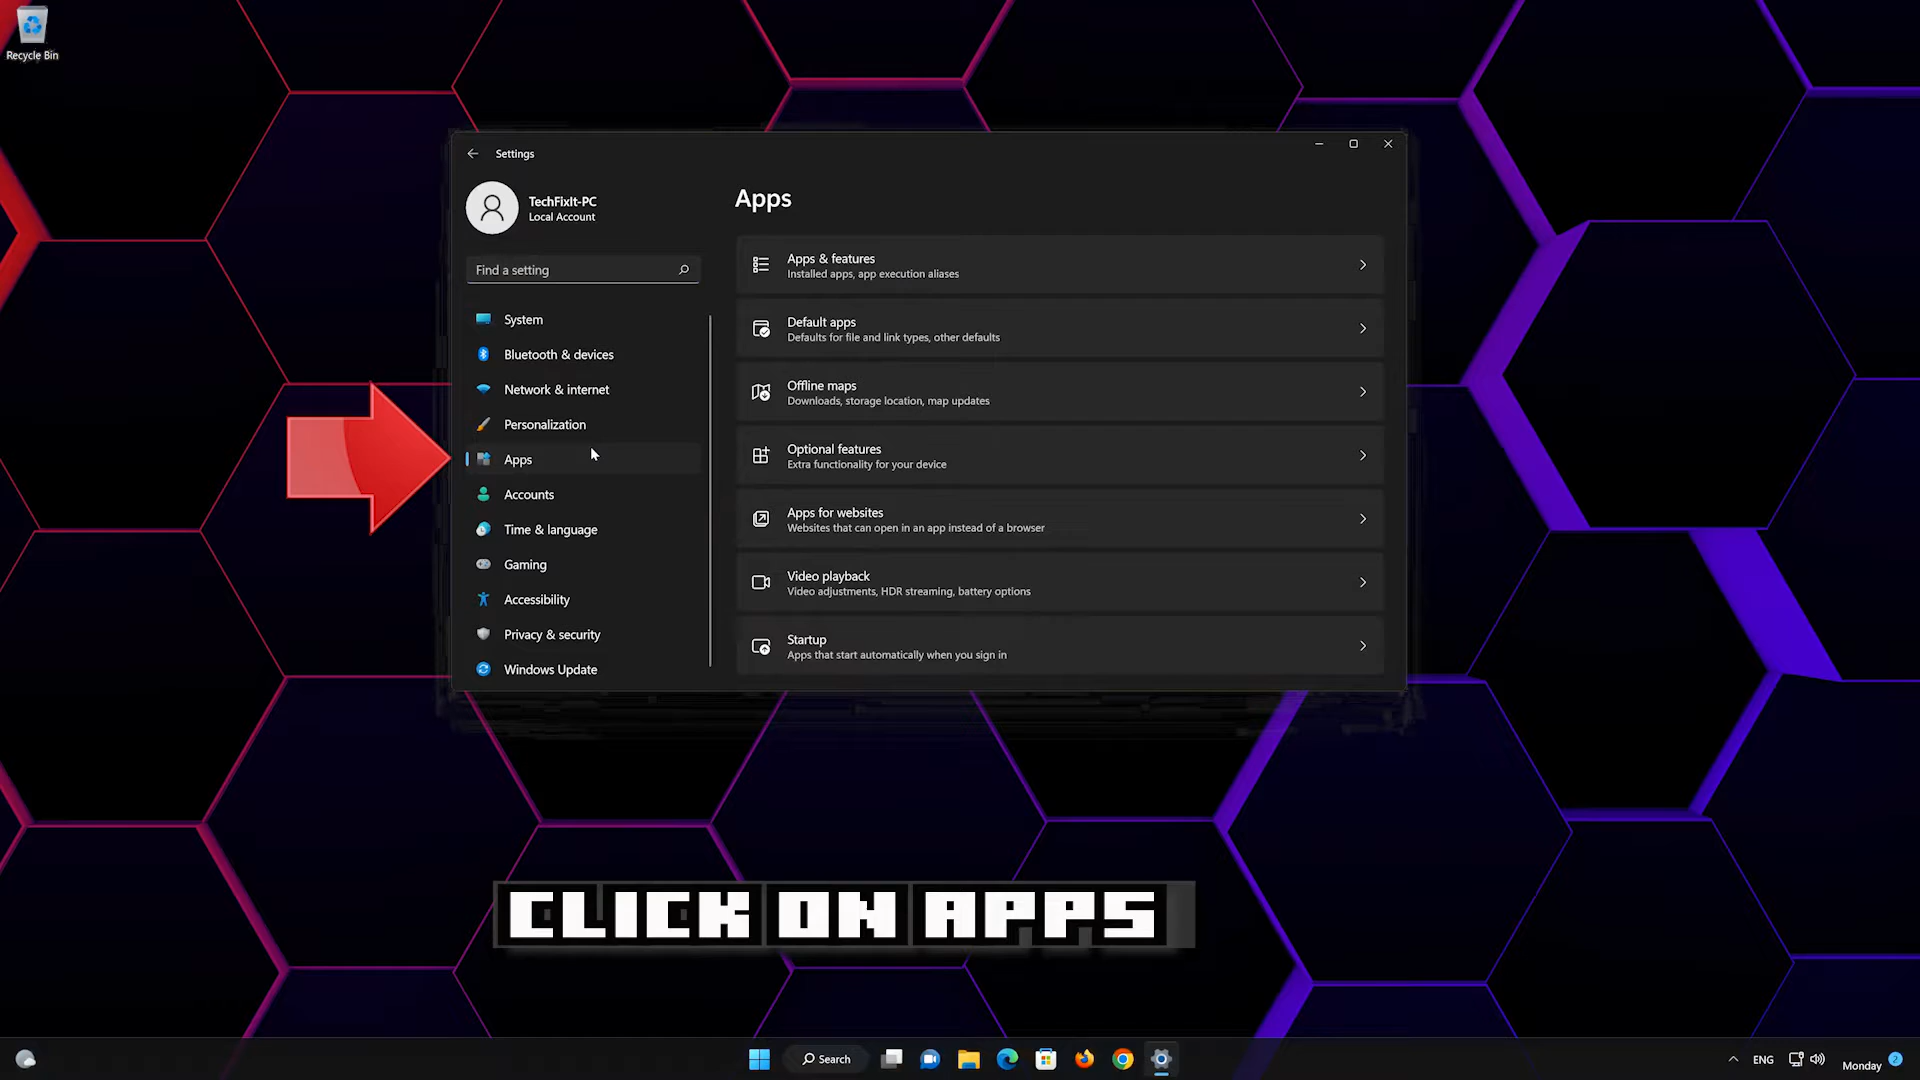 Recycle Bin
Settings
TechFixIt-PC
Local Account
Find a setting
System
Bluetooth & devices
Network & internet
Personalization
Apps
Accounts
Time & language
Gaming
Accessibility
Privacy & security
Windows Update
Apps
Apps & features
Installed apps, app execution aliases
Default apps
Defaults for file and link types, other defaults
Offline maps
Downloads, storage location, map updates
Optional features
Extra functionality for your device
Apps for websites
Websites that can open in an app instead of a browser
Video playback
Video adjustments, HDR streaming, battery options
Startup
Apps that start automatically when you sign in
CLICK ON APPS
Search
ENG
Monday
2